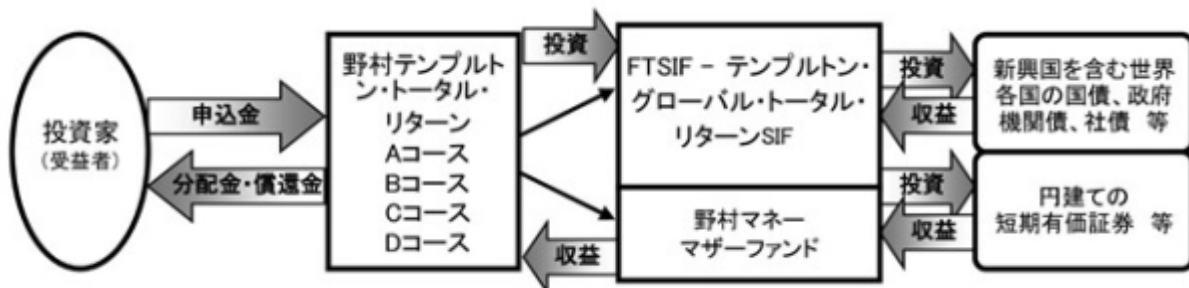 投資家
(受益者)
申込金
分配金・償還金
野村テンプルト
ン・トータル・
リターン
Aコース
Bコース
Cコース
Dコース
投資
収益
FTSIF − テンプルトン・
グローバル・トータル・
リターンSIF
野村マネー
マザーファンド
投資
収益
投資
収益
新興国を含む世界
各国の国債、政府
機関債、社債 等
円建ての
短期有価証券 等